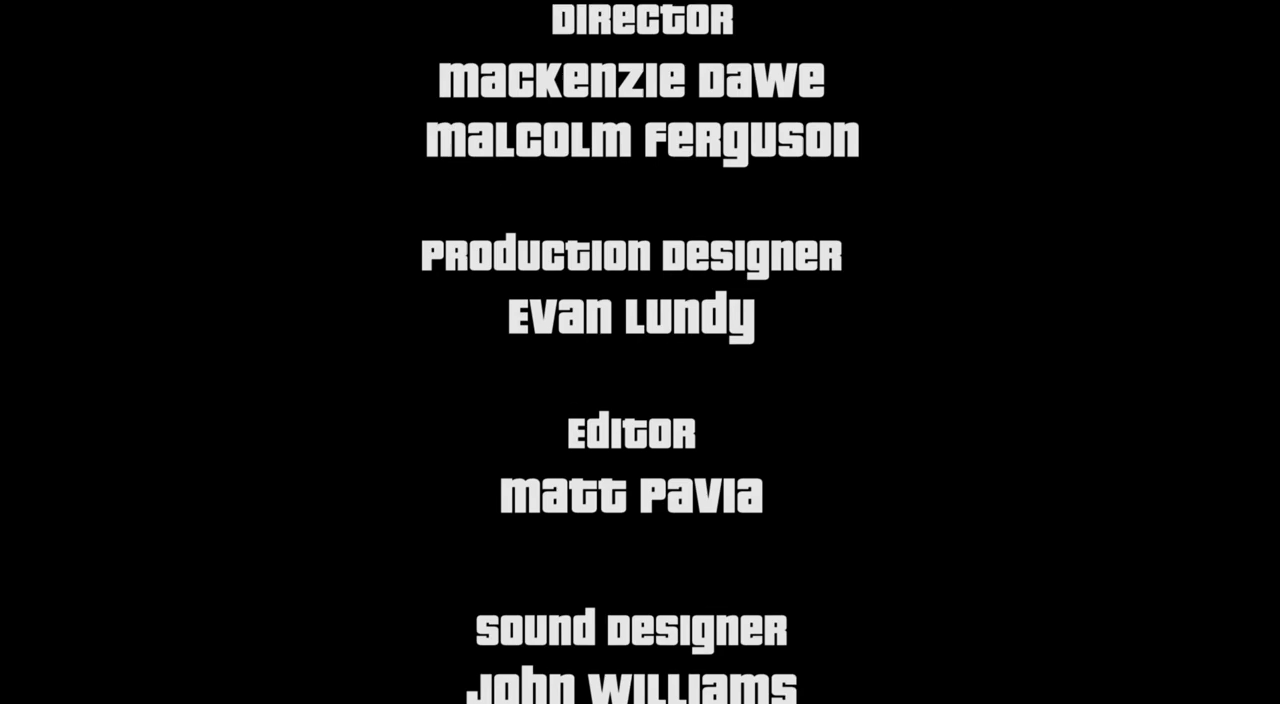 Director
Mackenzie Dawe
Malcolm Ferguson
Production Designer
Evan Lundy
Editor
Matt Pavia
Sound Designer
John Williams